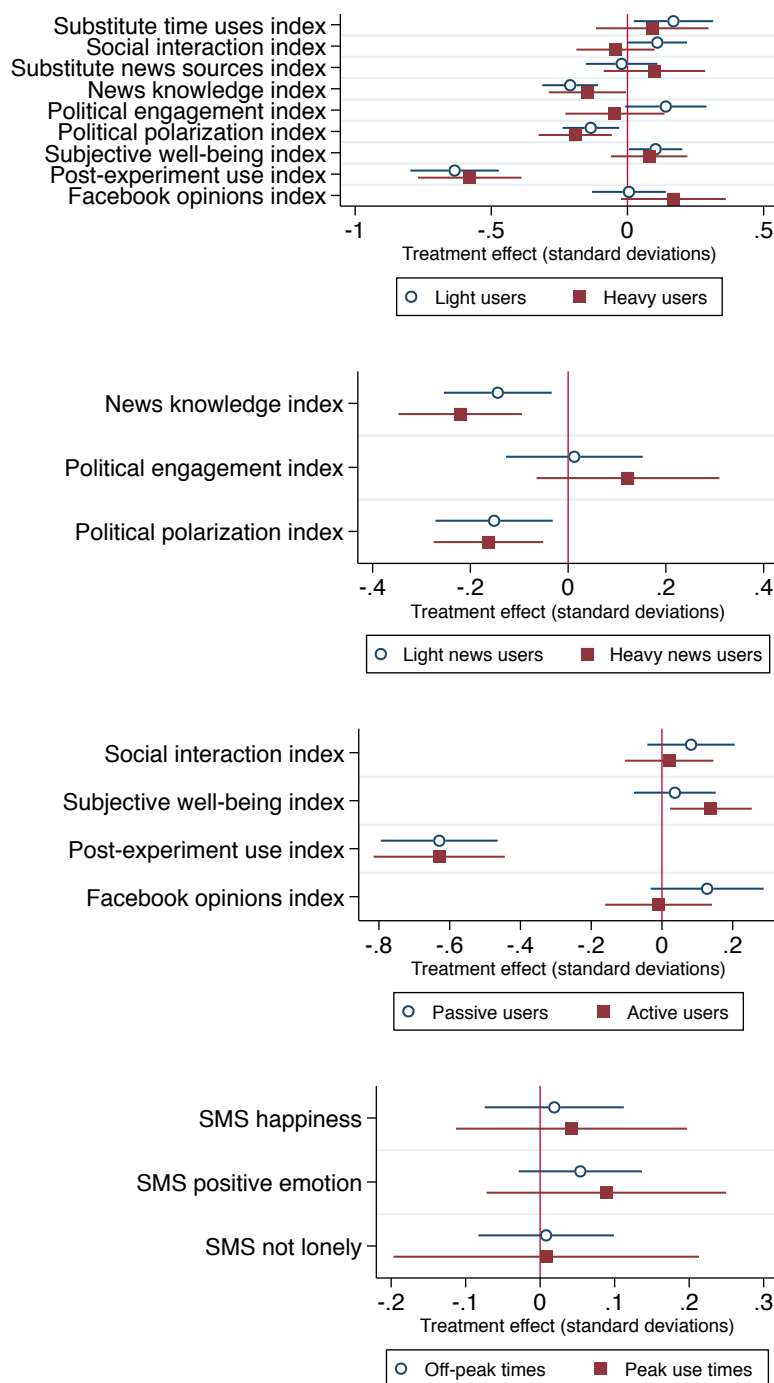 Substitute time uses index
Social interaction index
Substitute news sources index
News knowledge index
Political engagement index
Political polarization index
Subjective well-being index
Post-experiment use index
Facebook opinions index
-1 -.5 0 .5
Treatment effect (standard deviations)
Light users Heavy users
News knowledge index
Political engagement index
Political polarization index
-.4 -.2 0 .2 .4
Treatment effect (standard deviations)
Light news users Heavy news users
Social interaction index
Subjective well-being index
Post-experiment use index
Facebook opinions index
-.8 -.6 -.4 -.2 0 .2
Treatment effect (standard deviations)
Passive users Active users
SMS happiness
SMS positive emotion
SMS not lonely
-.2 -.1 0 .1 .2 .3
Treatment effect (standard deviations)
Off-peak times Peak use times